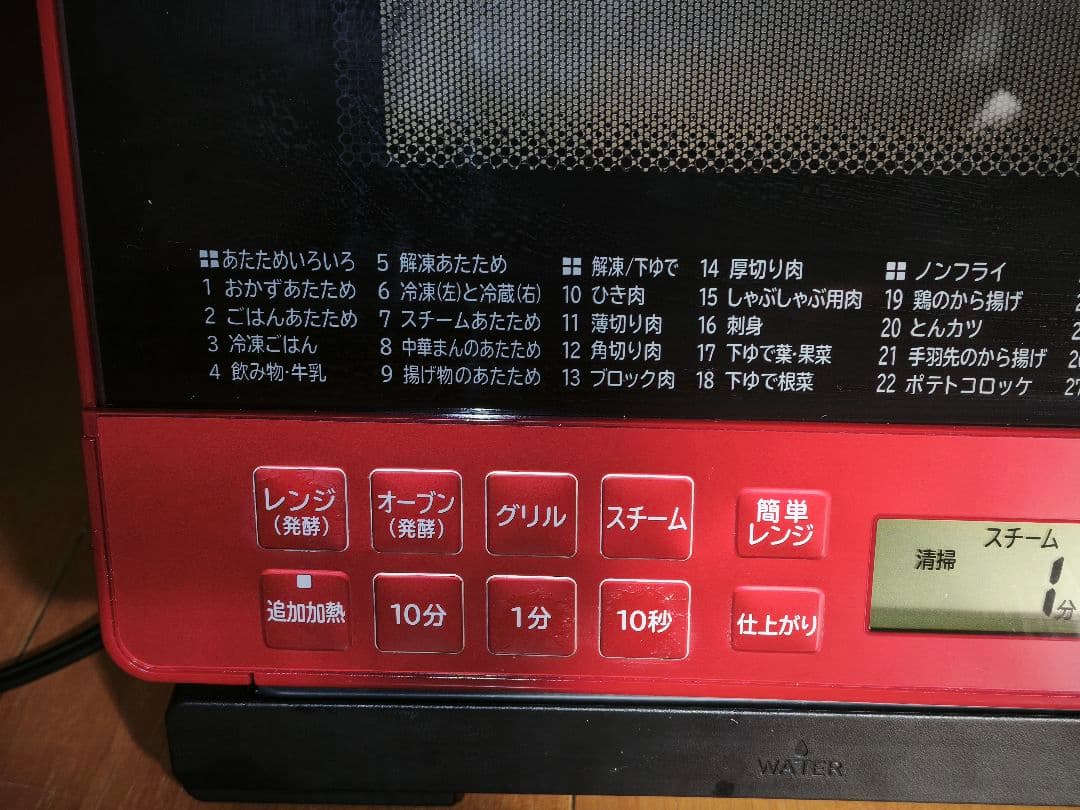 あたためいろいろ
1 おかずあたため
2 ごはんあたため
3 冷凍ごはん
4 飲み物・牛乳
5 解凍あたため
6 冷凍(左)と冷蔵(右)
7 スチームあたため
8 中華まんのあたため
9 揚げ物のあたため
解凍/下ゆで
10 ひき肉
11 薄切り肉
12 角切り肉
13 ブロック肉
14 厚切り肉
15 しゃぶしゃぶ用肉
16 刺身
17 下ゆで葉・果菜
18 下ゆで根菜
ノンフライ
19 鶏のから揚げ
20 とんカツ
21 手羽先のから揚げ
22 ポテトコロッケ
27
レンジ
(発酵)
オーブン
(発酵)
グリル
スチーム
簡単
レンジ
追加加熱
10分
1分
10秒
仕上がり
スチーム
清掃
1分
WATER